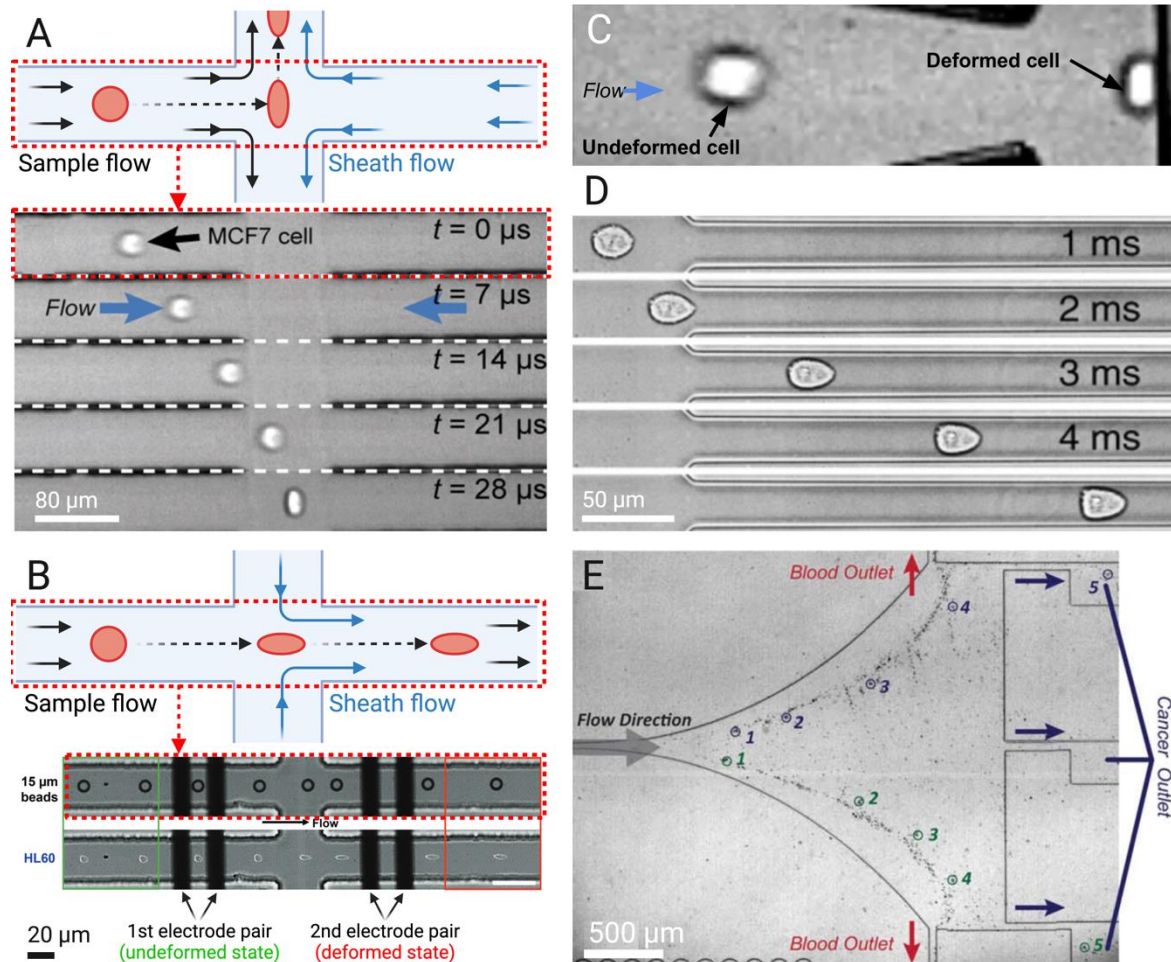 A
Sample flow
Sheath flow
MCF7 cell
t = 0 µs
Flow
t = 7 µs
t = 14 µs
t = 21 µs
t = 28 µs
80 µm
B
Sample flow
Sheath flow
15 µm
beads
Flow
HL60
20 µm
1st electrode pair
(undeformed state)
2nd electrode pair
(deformed state)
C
Flow
Undeformed cell
Deformed cell
D
1 ms
2 ms
3 ms
4 ms
50 µm
E
Blood Outlet
Flow Direction
1
2
3
4
5
1
2
3
4
5
Cancer Outlet
Blood Outlet
500 µm